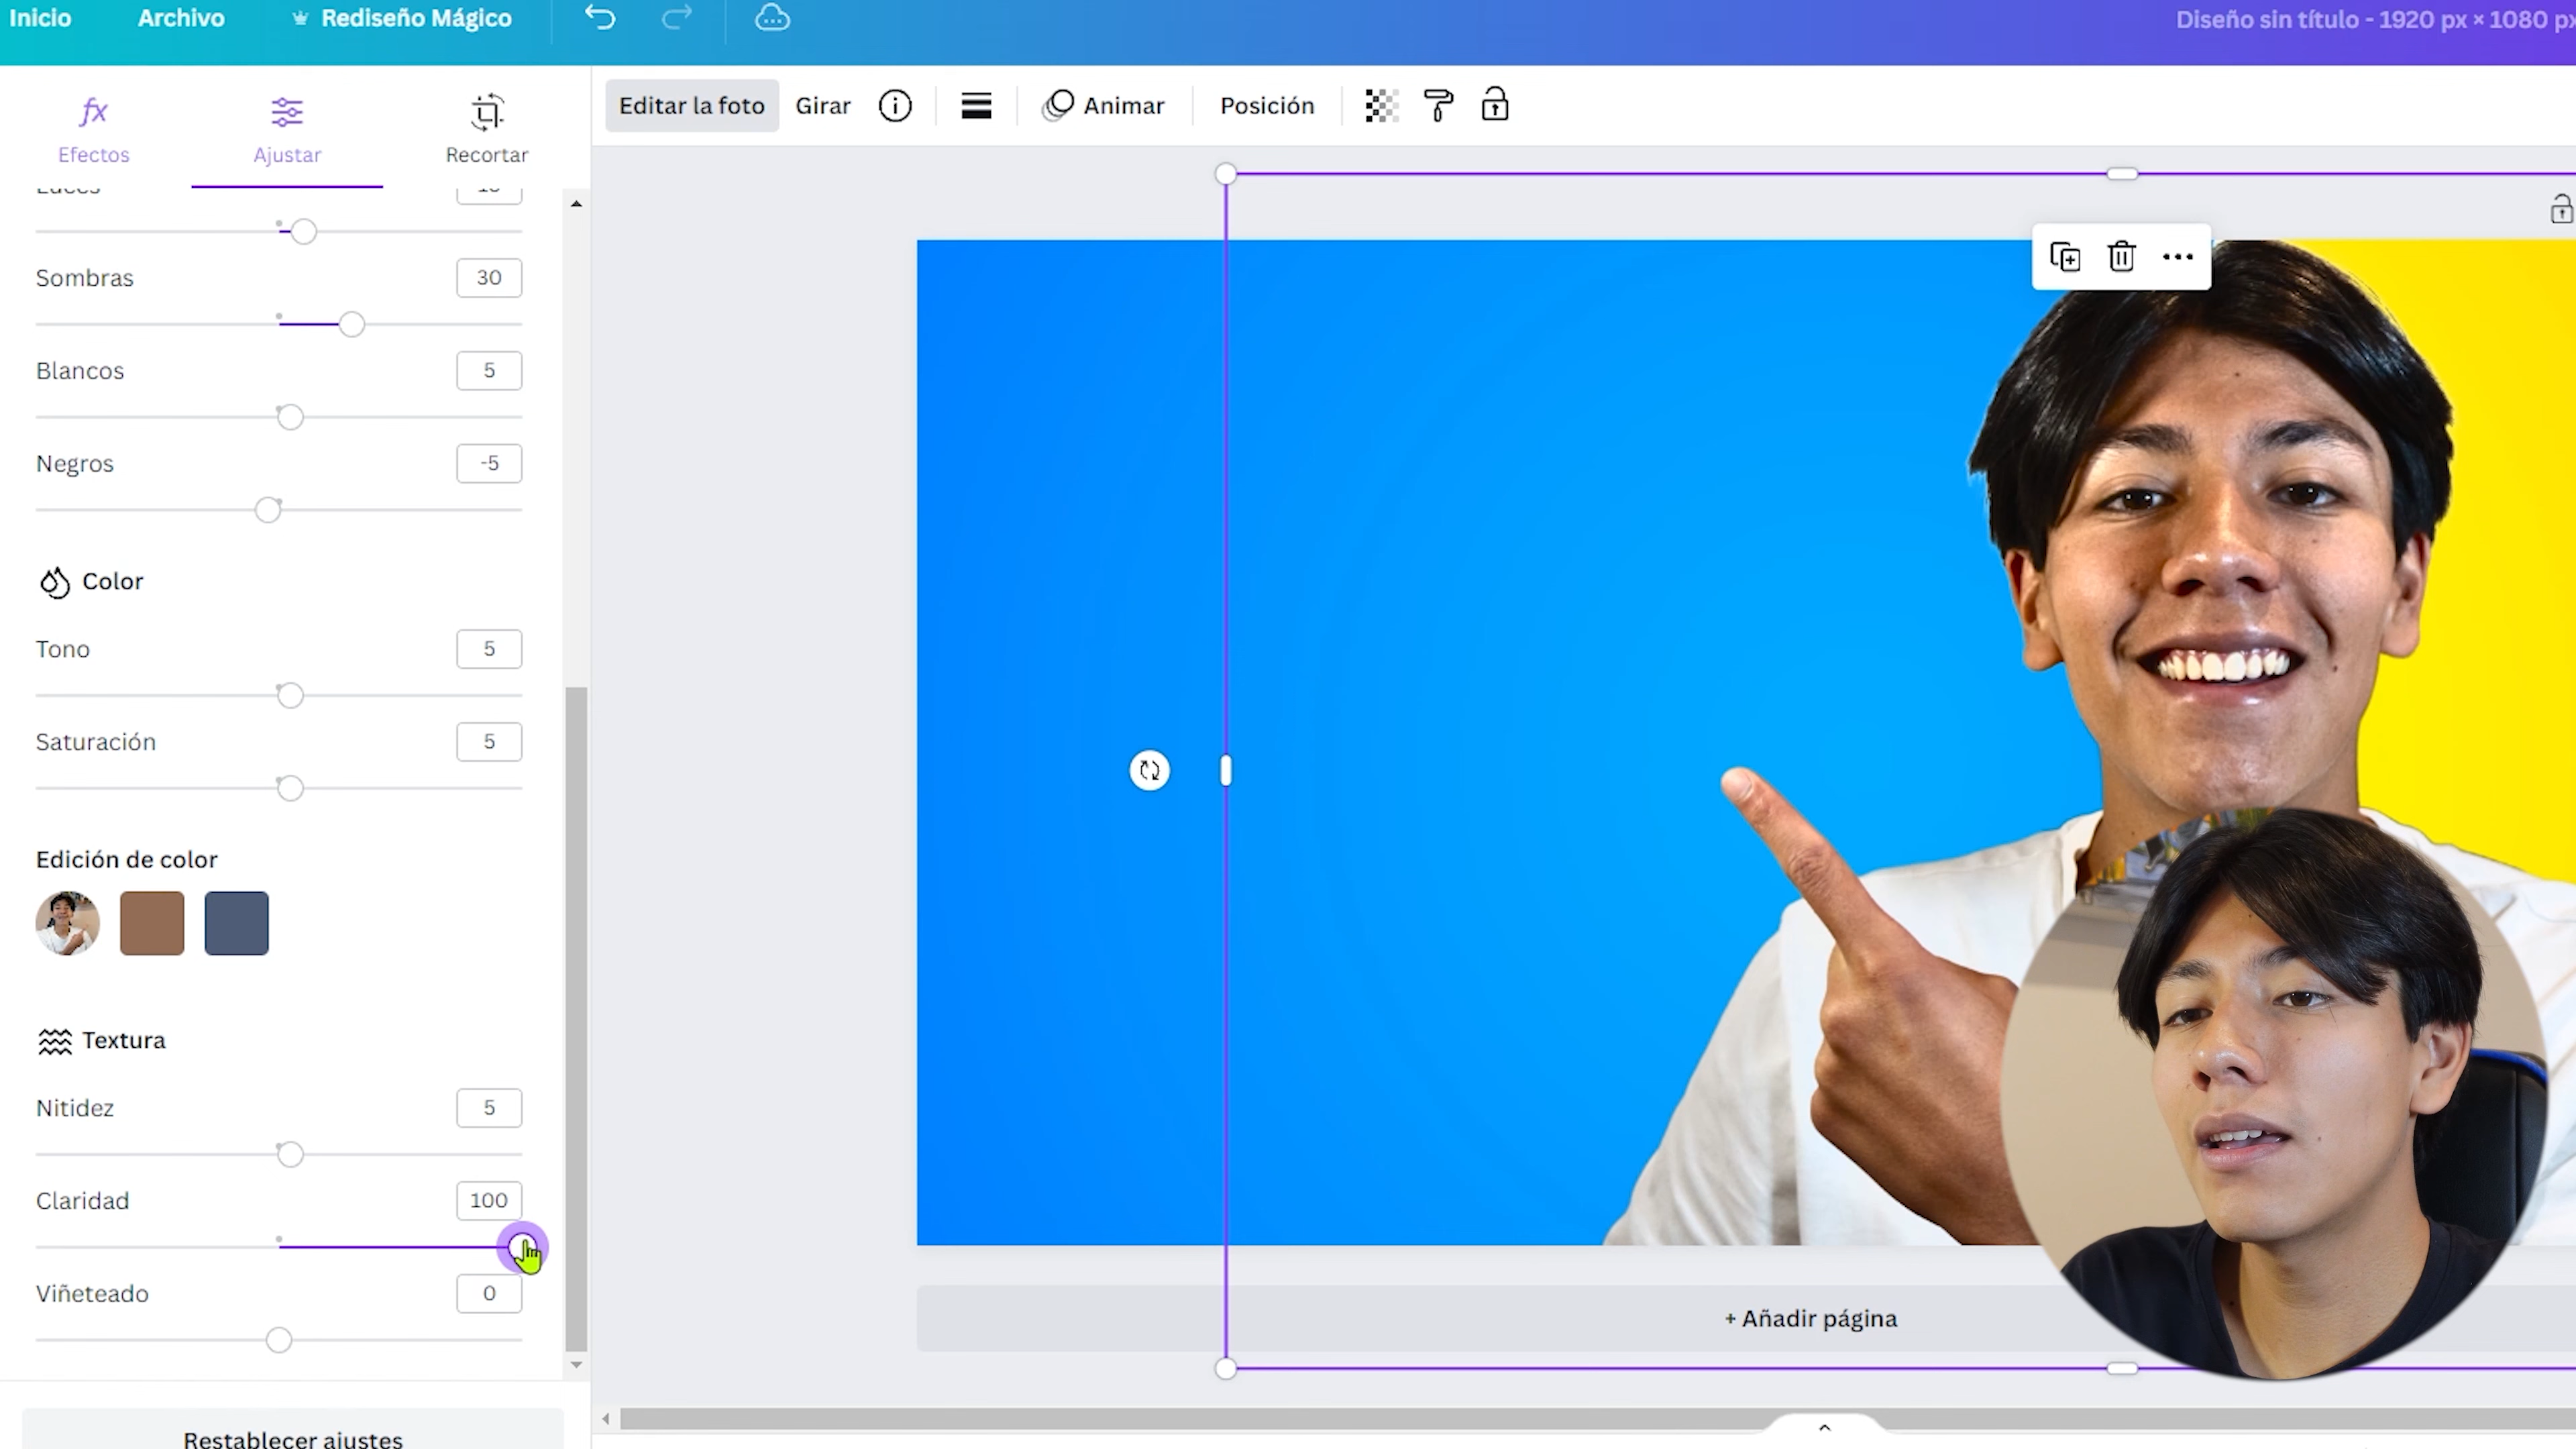 Inicio Archivo Rediseño Mágico Diseño sin título - 1920 px × 1080 px
Efectos Ajustar Recortar
Editar la foto Girar Animar Posición
Luces
Sombras 30
Blancos 5
Negros -5
Color
Tono 5
Saturación 5
Edición de color
Textura
Nitidez 5
Claridad 100
Viñeteado 0
+ Añadir página
Restablecer ajustes